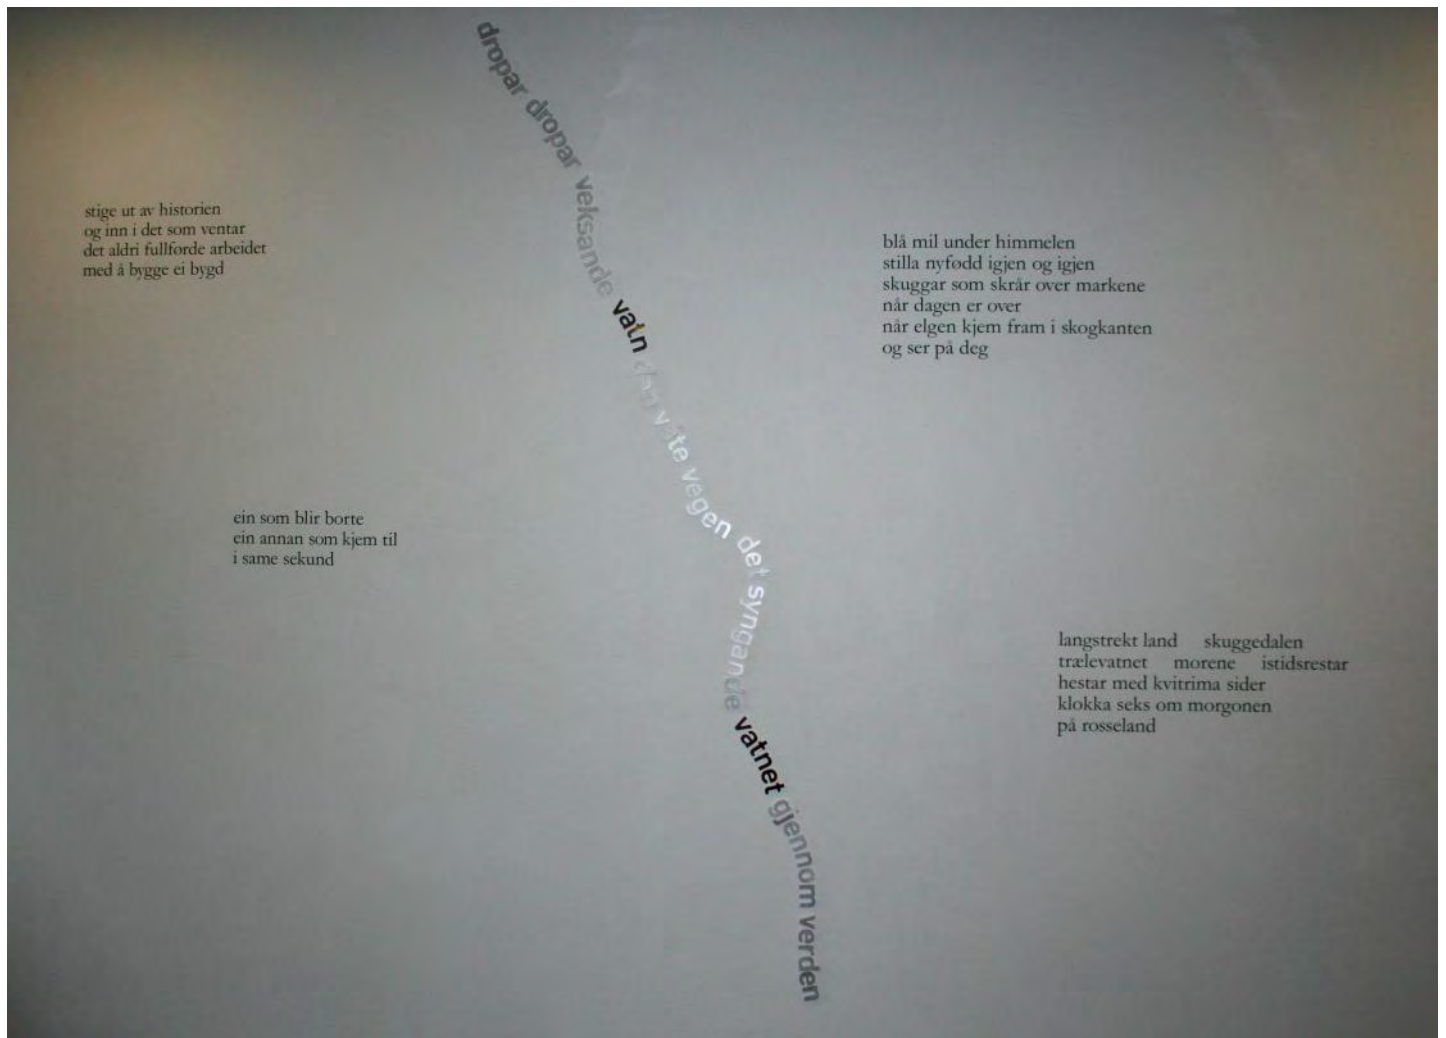 dropar dropar veksande vatn den våte vegen det syngande vatnet gjennom verden
stige ut av historien
og inn i det som ventar
det aldri fullførde arbeidet
med å bygge ei bygd
blå mil under himmelen
stilla nyfødd igjen og igjen
skuggar som skrår over markene
når dagen er over
når elgen kjem fram i skogkanten
og ser på deg
ein som blir borte
ein annan som kjem til
i same sekund
langstrekt land skuggedalen
trælevatnet morene istidsrestar
hestar med kvitrima sider
klokka seks om morgonen
på rosseland